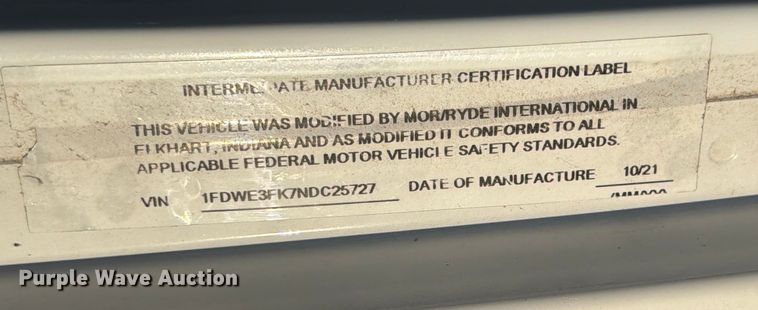 INTERMEDIATE MANUFACTURER CERTIFICATION LABEL
THIS VEHICLE WAS MODIFIED BY MOR/RYDE INTERNATIONAL IN
ELKHART, INDIANA AND AS MODIFIED IT CONFORMS TO ALL
APPLICABLE FEDERAL MOTOR VEHICLE SAFETY STANDARDS.
VIN 1FDWE3FK7NDC25727 DATE OF MANUFACTURE 10/21
Purple Wave Auction